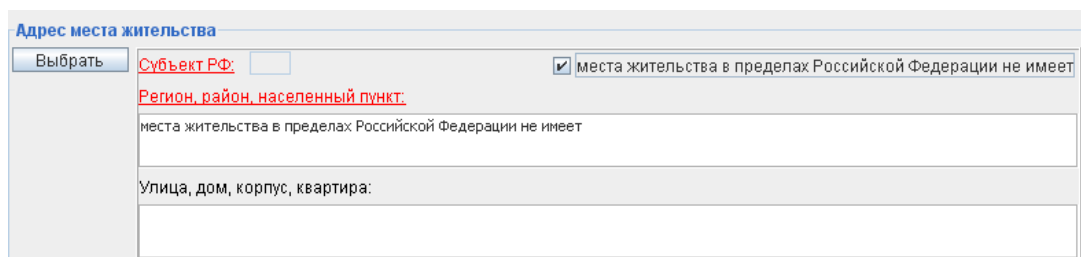 Адрес места жительства
Выбрать
Субъект РФ:
места жительства в пределах Российской Федерации не имеет
Регион, район, населенный пункт:
места жительства в пределах Российской Федерации не имеет
Улица, дом, корпус, квартира: